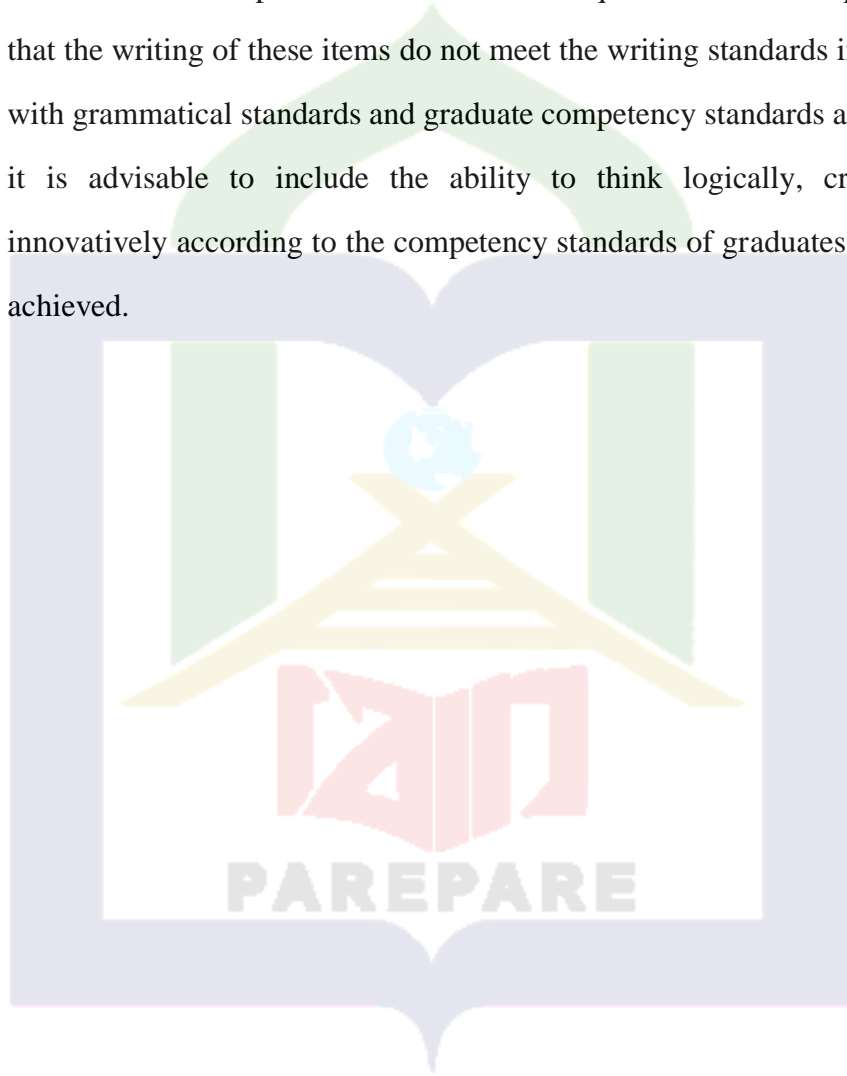 that the writing of these items do not meet the writing standards
with grammatical standards and graduate competency standards
it is advisable to include the ability to think logically,
innovatively according to the competency standards of graduates
achieved.
iain
PAREPARE